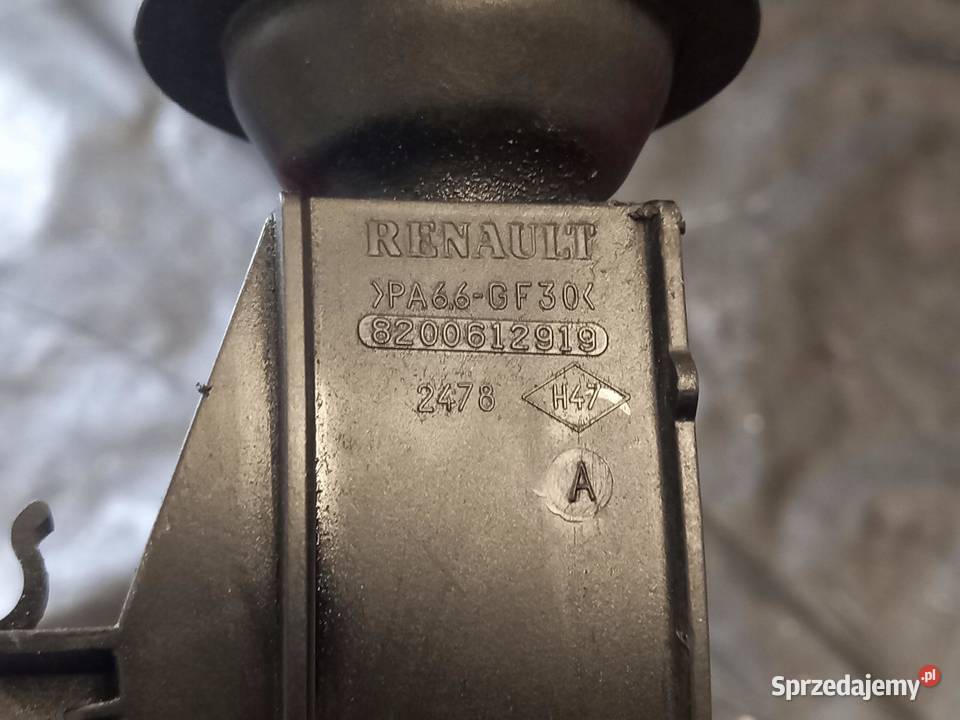 RENAULT
>PA6.6-GF30<
8200612919
2478 H47
A
Sprzedajemy.pl